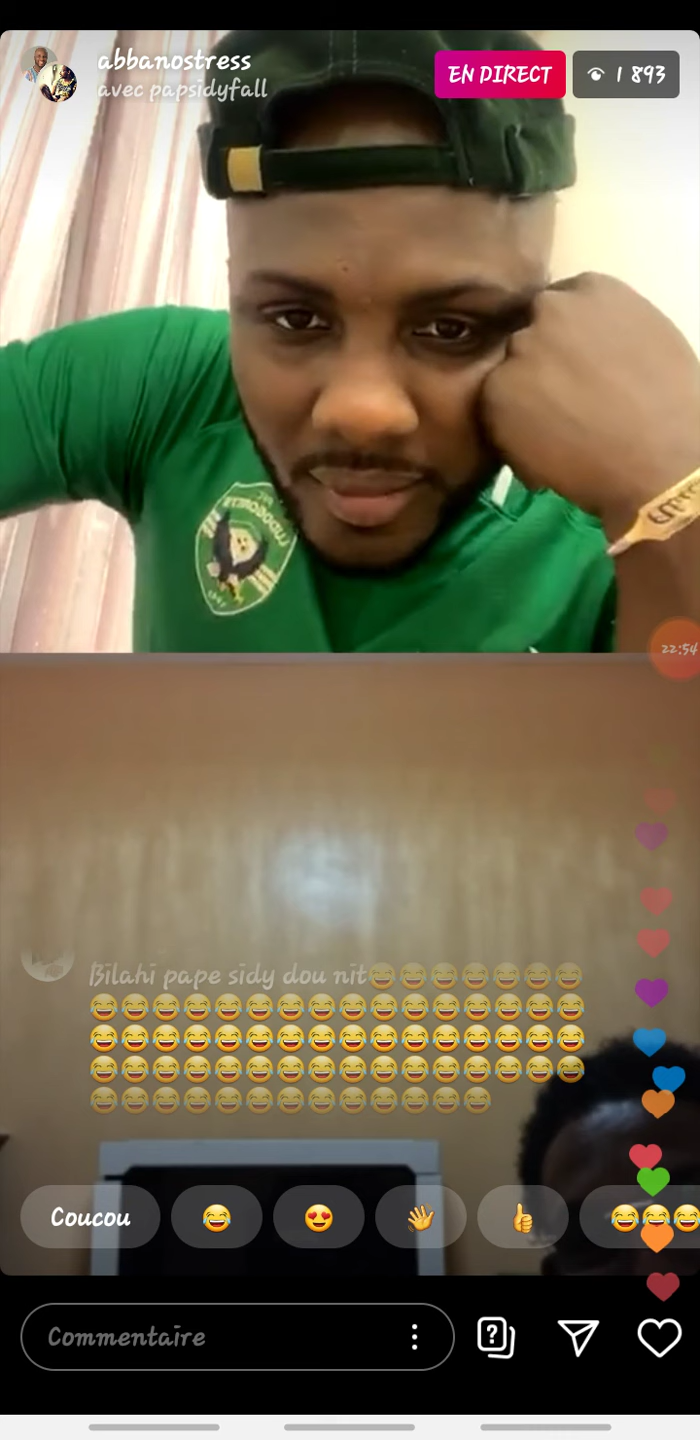 abbanostress
avec papsidyfall
EN DIRECT
1 893
22:54
Bilahi pape sidy dou nit😂😂😂😂😂😂😂
😂😂😂😂😂😂😂😂😂😂😂😂😂😂😂😂
😂😂😂😂😂😂😂😂😂😂😂😂😂😂😂😂
😂😂😂😂😂😂😂😂😂😂😂😂😂😂😂😂
😂😂😂😂😂😂😂😂😂😂😂😂😂
Coucou 😂 😍 👋 👍 😂😂😂
Commentaire